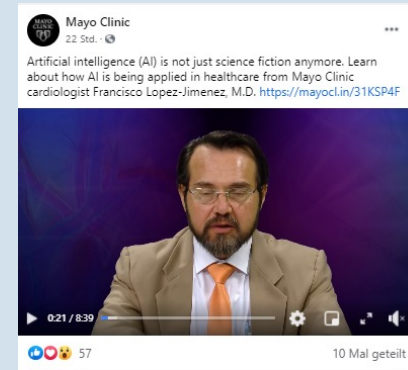 MAYO CLINIC
Mayo Clinic
22 Std. ·
Artificial intelligence (AI) is not just science fiction anymore. Learn
about how AI is being applied in healthcare from Mayo Clinic
cardiologist Francisco Lopez-Jimenez, M.D. https://mayocl.in/31KSP4F
0:21 / 8:39
57
10 Mal geteilt